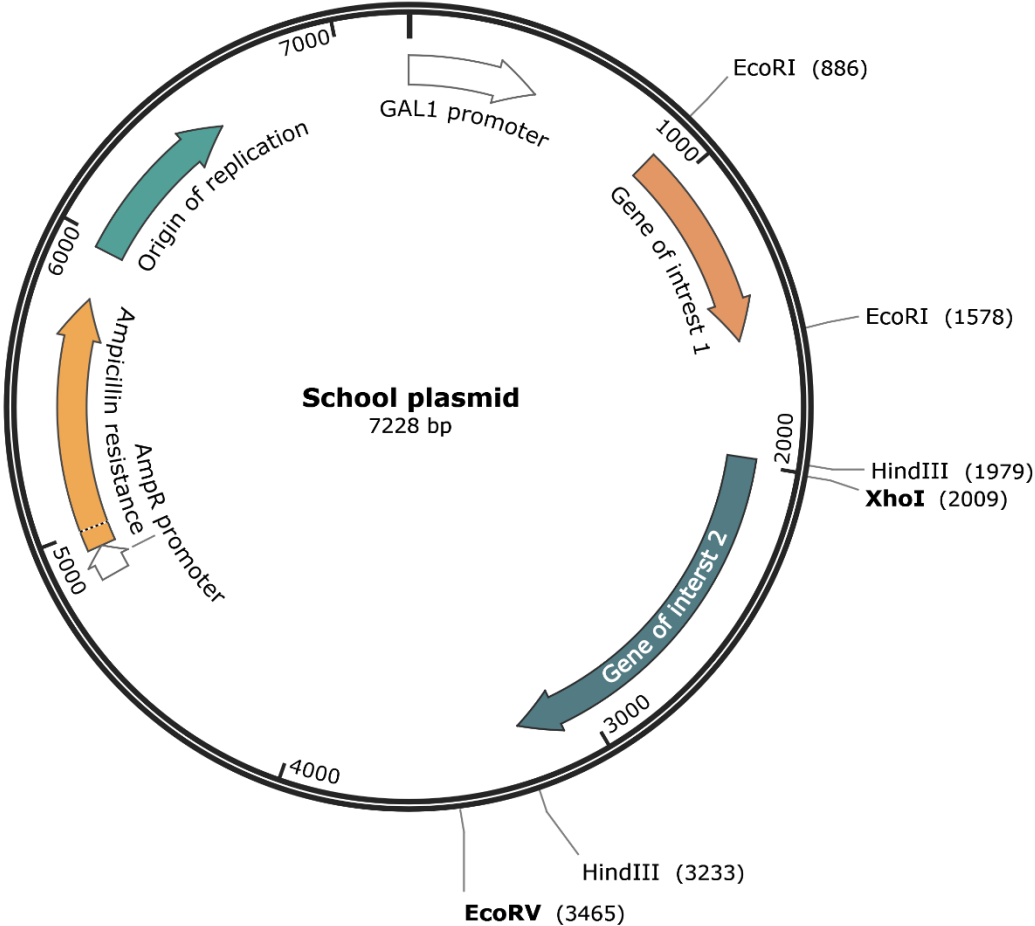 7000
GAL1 promoter
EcoRI (886)
1000
Gene of intrest 1
EcoRI (1578)
2000
HindIII (1979)
XhoI (2009)
Gene of interst 2
3000
HindIII (3233)
EcoRV (3465)
4000
5000
AmpR promoter
Ampicillin resistance
6000
Origin of replication
School plasmid
7228 bp